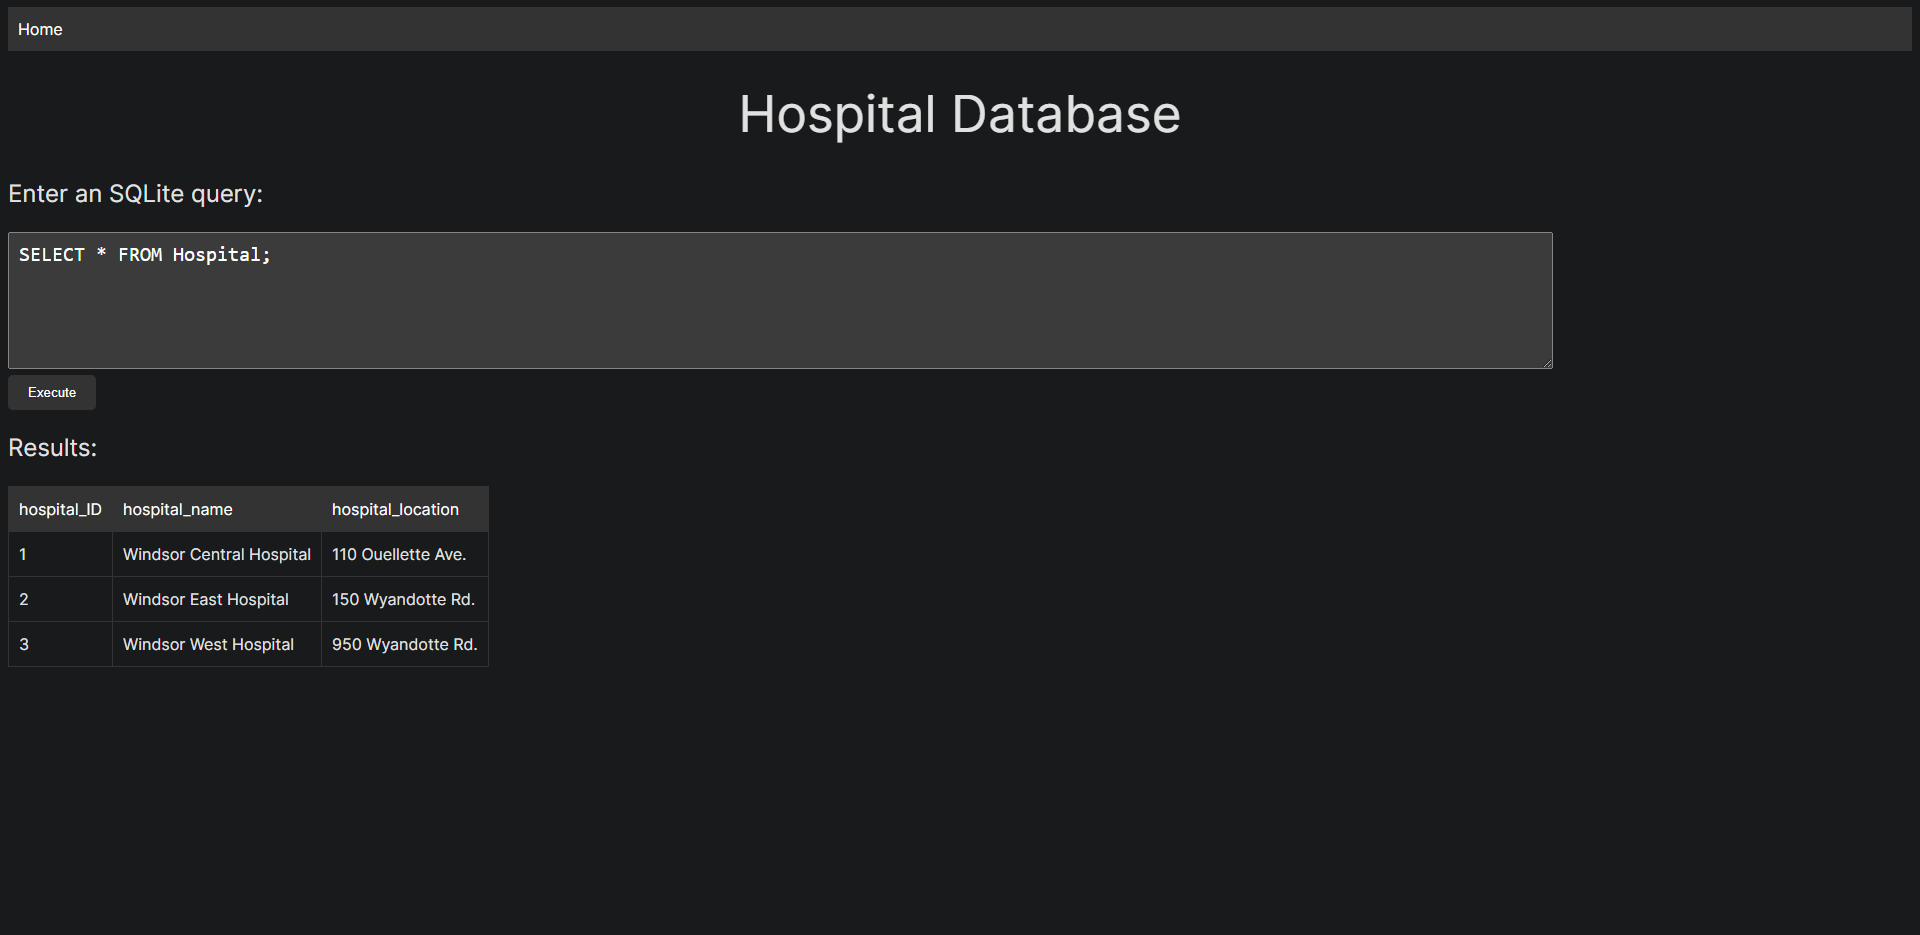 Home
Hospital Database
Enter an SQLite query:
SELECT * FROM Hospital;
Execute
Results:
hospital_ID hospital_name hospital_location
1 Windsor Central Hospital 110 Ouellette Ave.
2 Windsor East Hospital 150 Wyandotte Rd.
3 Windsor West Hospital 950 Wyandotte Rd.